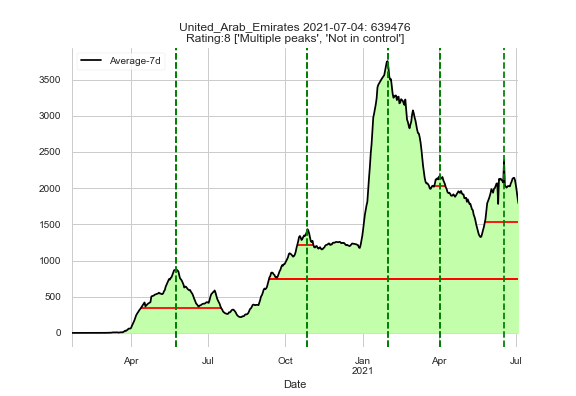 United_Arab_Emirates 2021-07-04: 639476
Rating:8 ['Multiple peaks', 'Not in control']
Average-7d
3500
3000
2500
2000
1500
1000
500
0
Apr
Jul
Oct
Jan
2021
Apr
Jul
Date